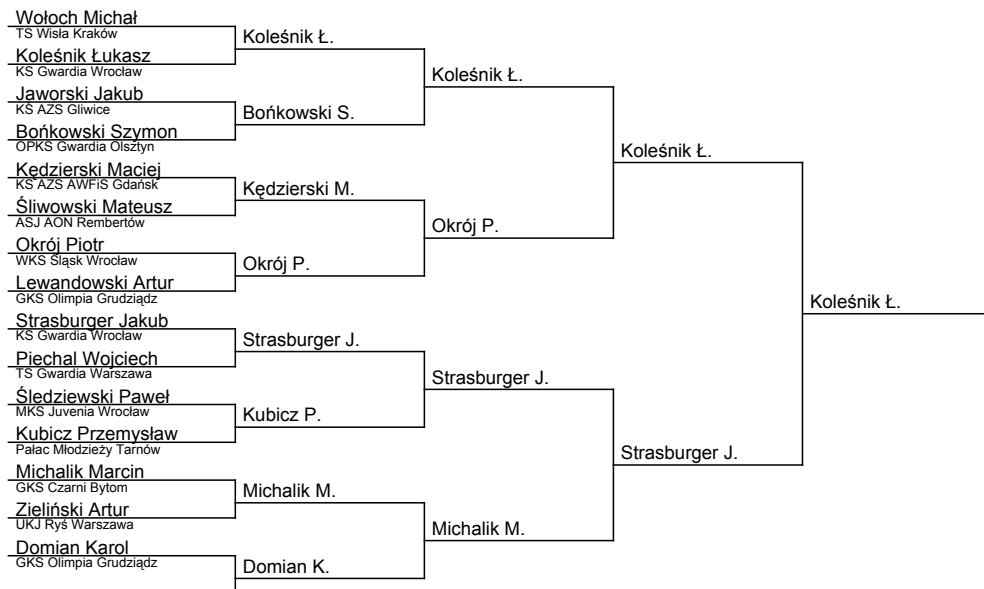 Wołoch Michał
TS Wisła Kraków
Koleśnik Łukasz
KS Gwardia Wrocław
Jaworski Jakub
KS AZS Gliwice
Bońkowski Szymon
OPKS Gwardia Olsztyn
Kędzierski Maciej
KS AZS AWFiS Gdańsk
Śliwowski Mateusz
ASJ AON Rembertów
Okrój Piotr
WKS Śląsk Wrocław
Lewandowski Artur
GKS Olimpia Grudziądz
Strasburger Jakub
KS Gwardia Wrocław
Piechal Wojciech
TS Gwardia Warszawa
Śledziewski Paweł
MKS Juvenia Wrocław
Kubicz Przemysław
Pałac Młodzieży Tarnów
Michalik Marcin
GKS Czarni Bytom
Zieliński Artur
UKJ Ryś Warszawa
Domian Karol
GKS Olimpia Grudziądz
Koleśnik Ł.
Bońkowski S.
Kędzierski M.
Okrój P.
Strasburger J.
Kubicz P.
Michalik M.
Domian K.
Koleśnik Ł.
Okrój P.
Strasburger J.
Michalik M.
Koleśnik Ł.
Strasburger J.
Koleśnik Ł.